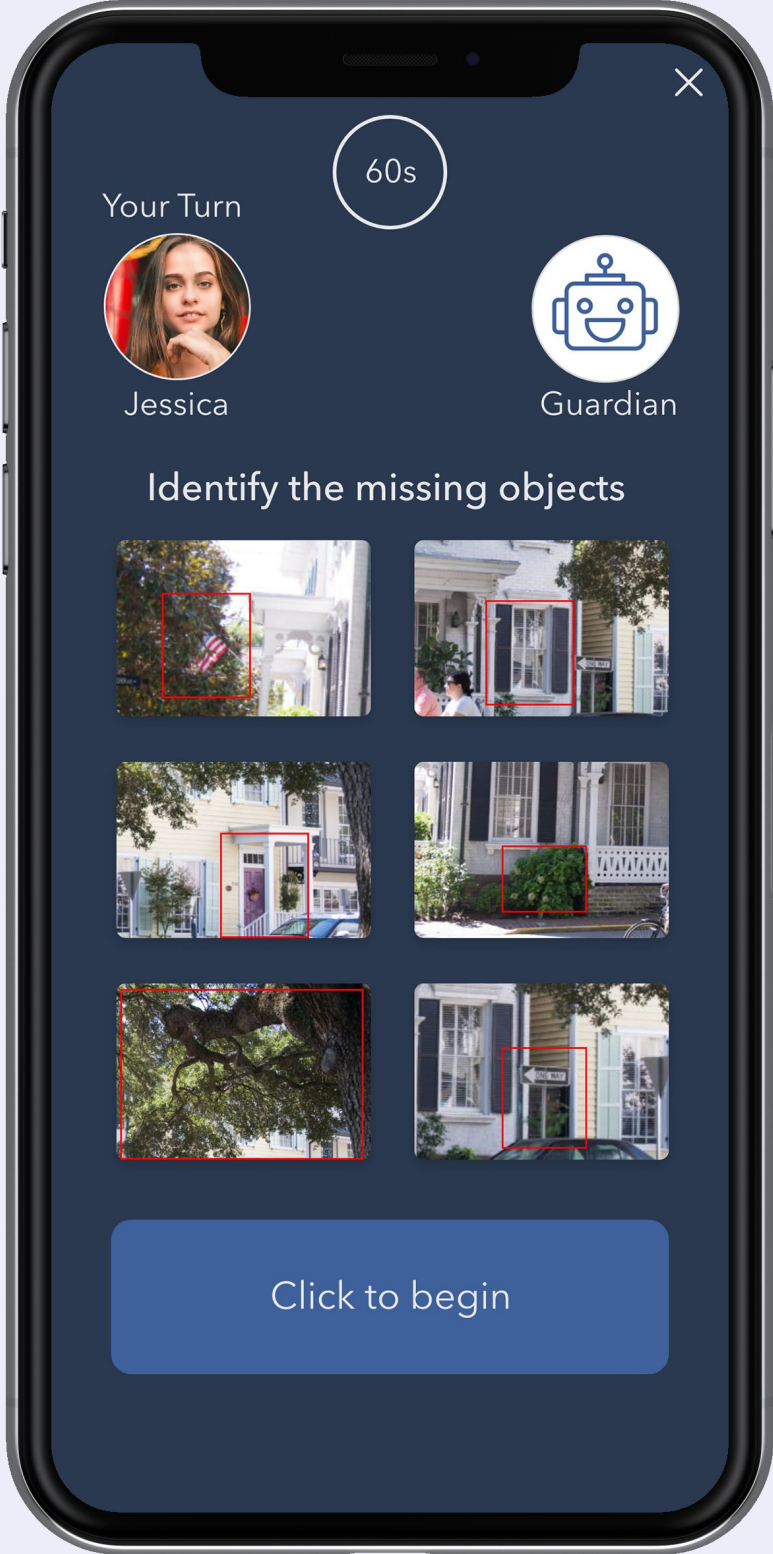 60s
Your Turn
Jessica
Guardian
Identify the missing objects
ONE WAY
ONE WAY
Click to begin